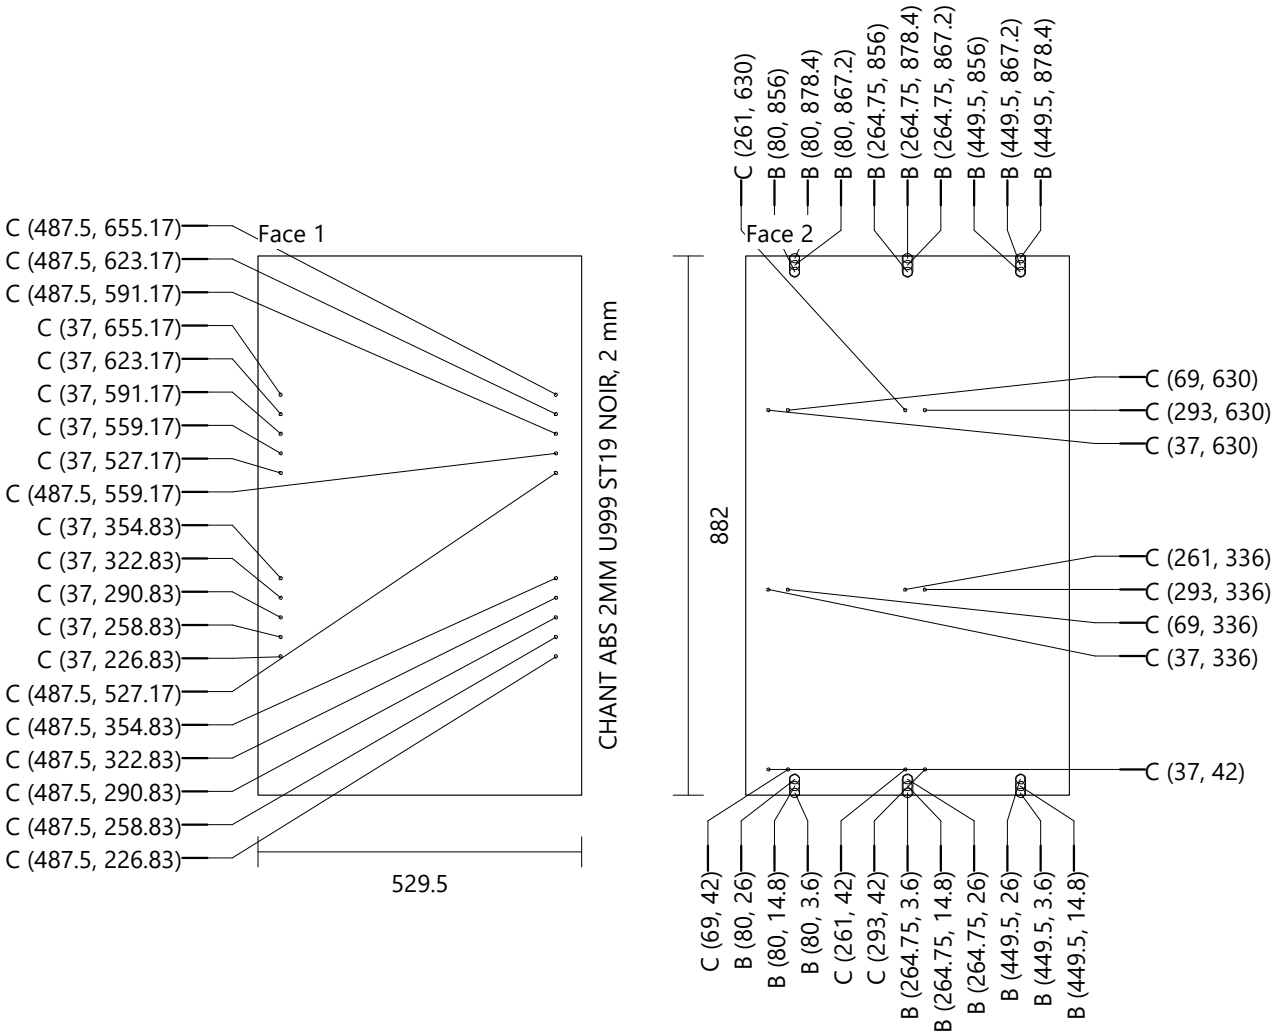 C (261, 630)
B (80, 856)
B (80, 878.4)
B (80, 867.2)
B (264.75, 856)
B (264.75, 878.4)
B (264.75, 867.2)
B (449.5, 856)
B (449.5, 867.2)
B (449.5, 878.4)
Face 1
C (487.5, 655.17)
C (487.5, 623.17)
C (487.5, 591.17)
C (37, 655.17)
C (37, 623.17)
C (37, 591.17)
C (37, 559.17)
C (37, 527.17)
C (487.5, 559.17)
C (37, 354.83)
C (37, 322.83)
C (37, 290.83)
C (37, 258.83)
C (37, 226.83)
C (487.5, 527.17)
C (487.5, 354.83)
C (487.5, 322.83)
C (487.5, 290.83)
C (487.5, 258.83)
C (487.5, 226.83)
529.5
CHANT ABS 2MM U999 ST19 NOIR, 2 mm
882
Face 2
C (69, 630)
C (293, 630)
C (37, 630)
C (261, 336)
C (293, 336)
C (69, 336)
C (37, 336)
C (37, 42)
C (69, 42)
B (80, 26)
B (80, 14.8)
B (80, 3.6)
C (261, 42)
C (293, 42)
B (264.75, 3.6)
B (264.75, 14.8)
B (264.75, 26)
B (449.5, 26)
B (449.5, 3.6)
B (449.5, 14.8)